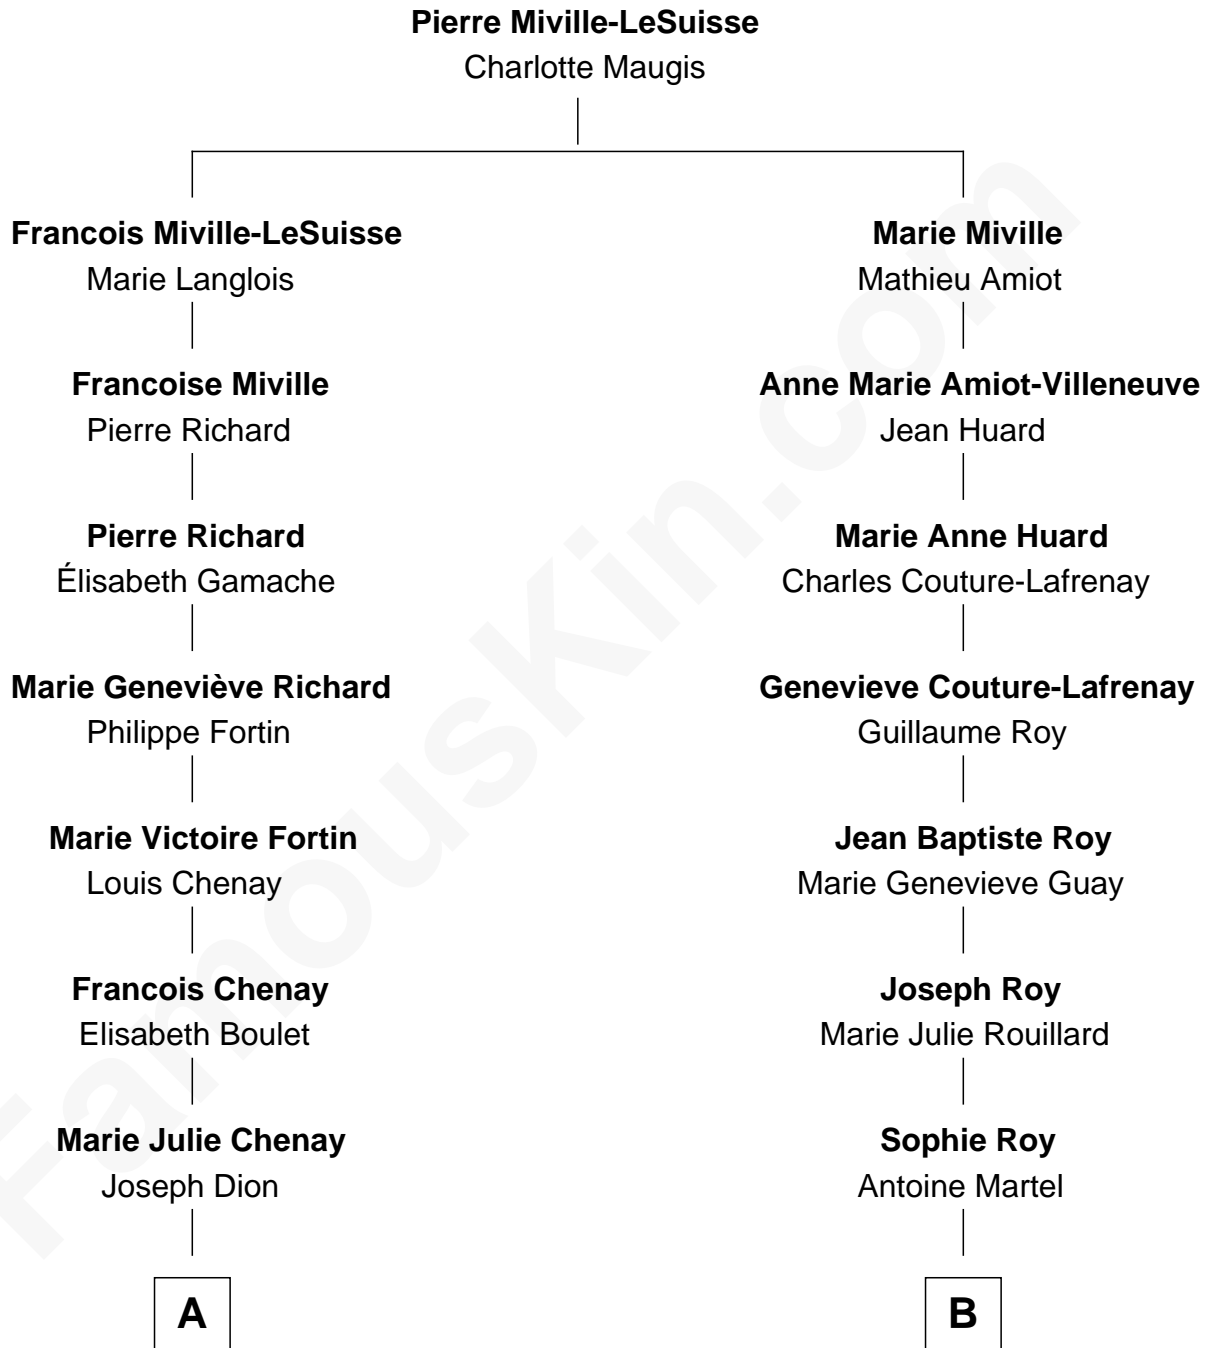 Pierre Miville-LeSuisse
Charlotte Maugis
Francois Miville-LeSuisse
Marie Langlois
Marie Miville
Mathieu Amiot
Francoise Miville
Pierre Richard
Anne Marie Amiot-Villeneuve
Jean Huard
Pierre Richard
Élisabeth Gamache
Marie Anne Huard
Charles Couture-Lafrenay
Marie Geneviève Richard
Philippe Fortin
Genevieve Couture-Lafrenay
Guillaume Roy
Marie Victoire Fortin
Louis Chenay
Jean Baptiste Roy
Marie Genevieve Guay
Francois Chenay
Elisabeth Boulet
Joseph Roy
Marie Julie Rouillard
Marie Julie Chenay
Joseph Dion
Sophie Roy
Antoine Martel
A
B
FamousKin.com